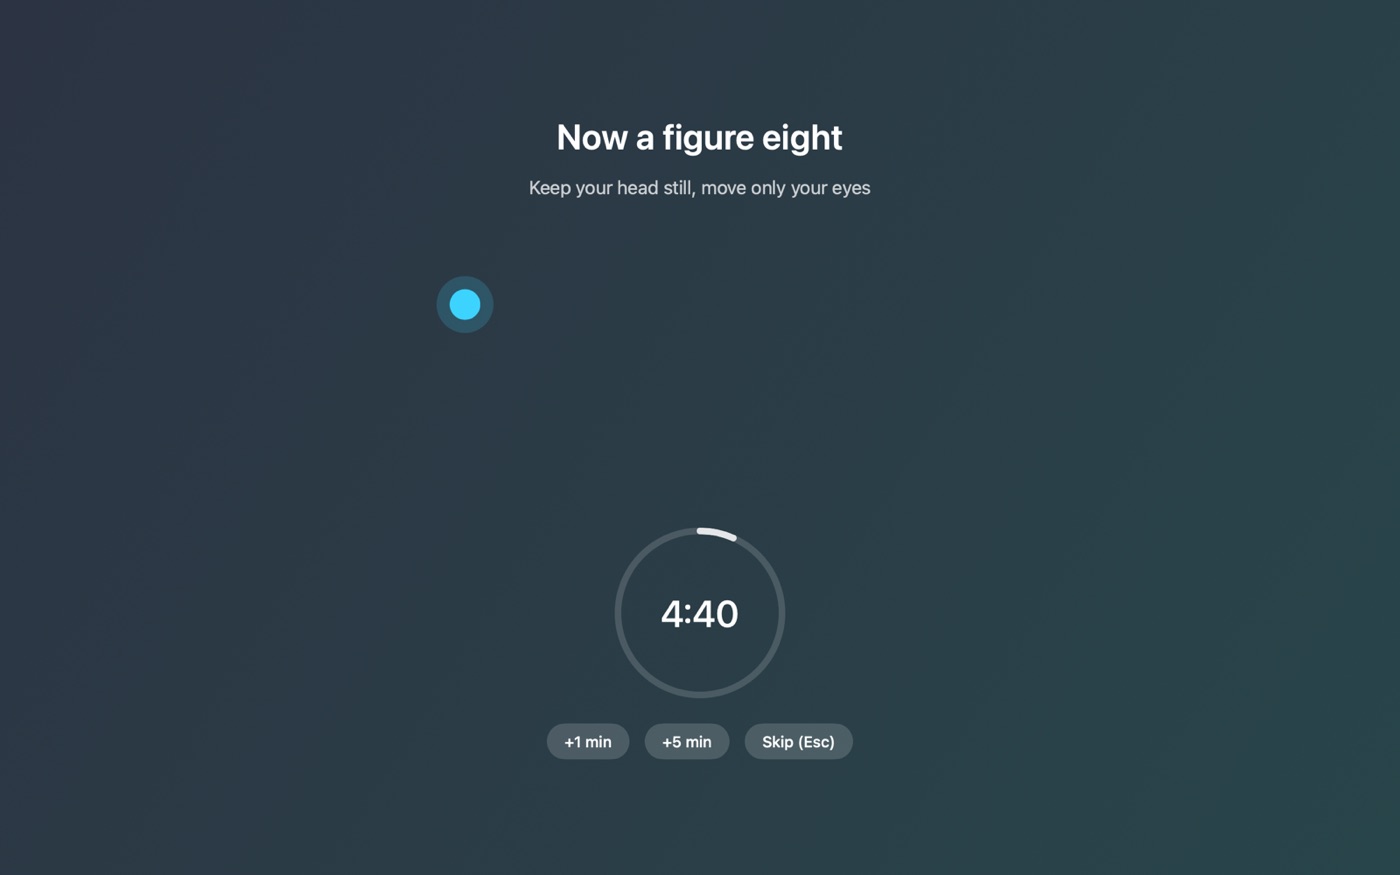 Now a figure eight
Keep your head still, move only your eyes
4:40
+1 min
+5 min
Skip (Esc)